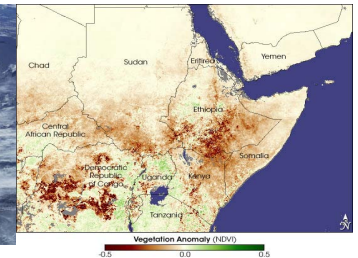 Yemen
Sudan
Eritrea
Chad
Ethiopia
Central
African Republic
Somalia
Democratic
Republic
of Congo
Uganda
Kenya
Tanzania
N
Vegetation Anomaly (NDVI)
-0.5 0.0 0.5